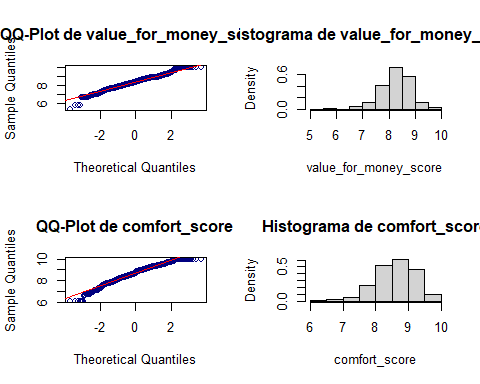 QQ-Plot de value_for_money_s
istograma de value_for_money_
Sample Quantiles
6 8
-2 0 2
Theoretical Quantiles
Density
0.0 0.6
5 6 7 8 9 10
value_for_money_score
QQ-Plot de comfort_score
Histograma de comfort_score
Sample Quantiles
6 8 10
-2 0 2
Theoretical Quantiles
Density
0.0 0.5
6 7 8 9 10
comfort_score